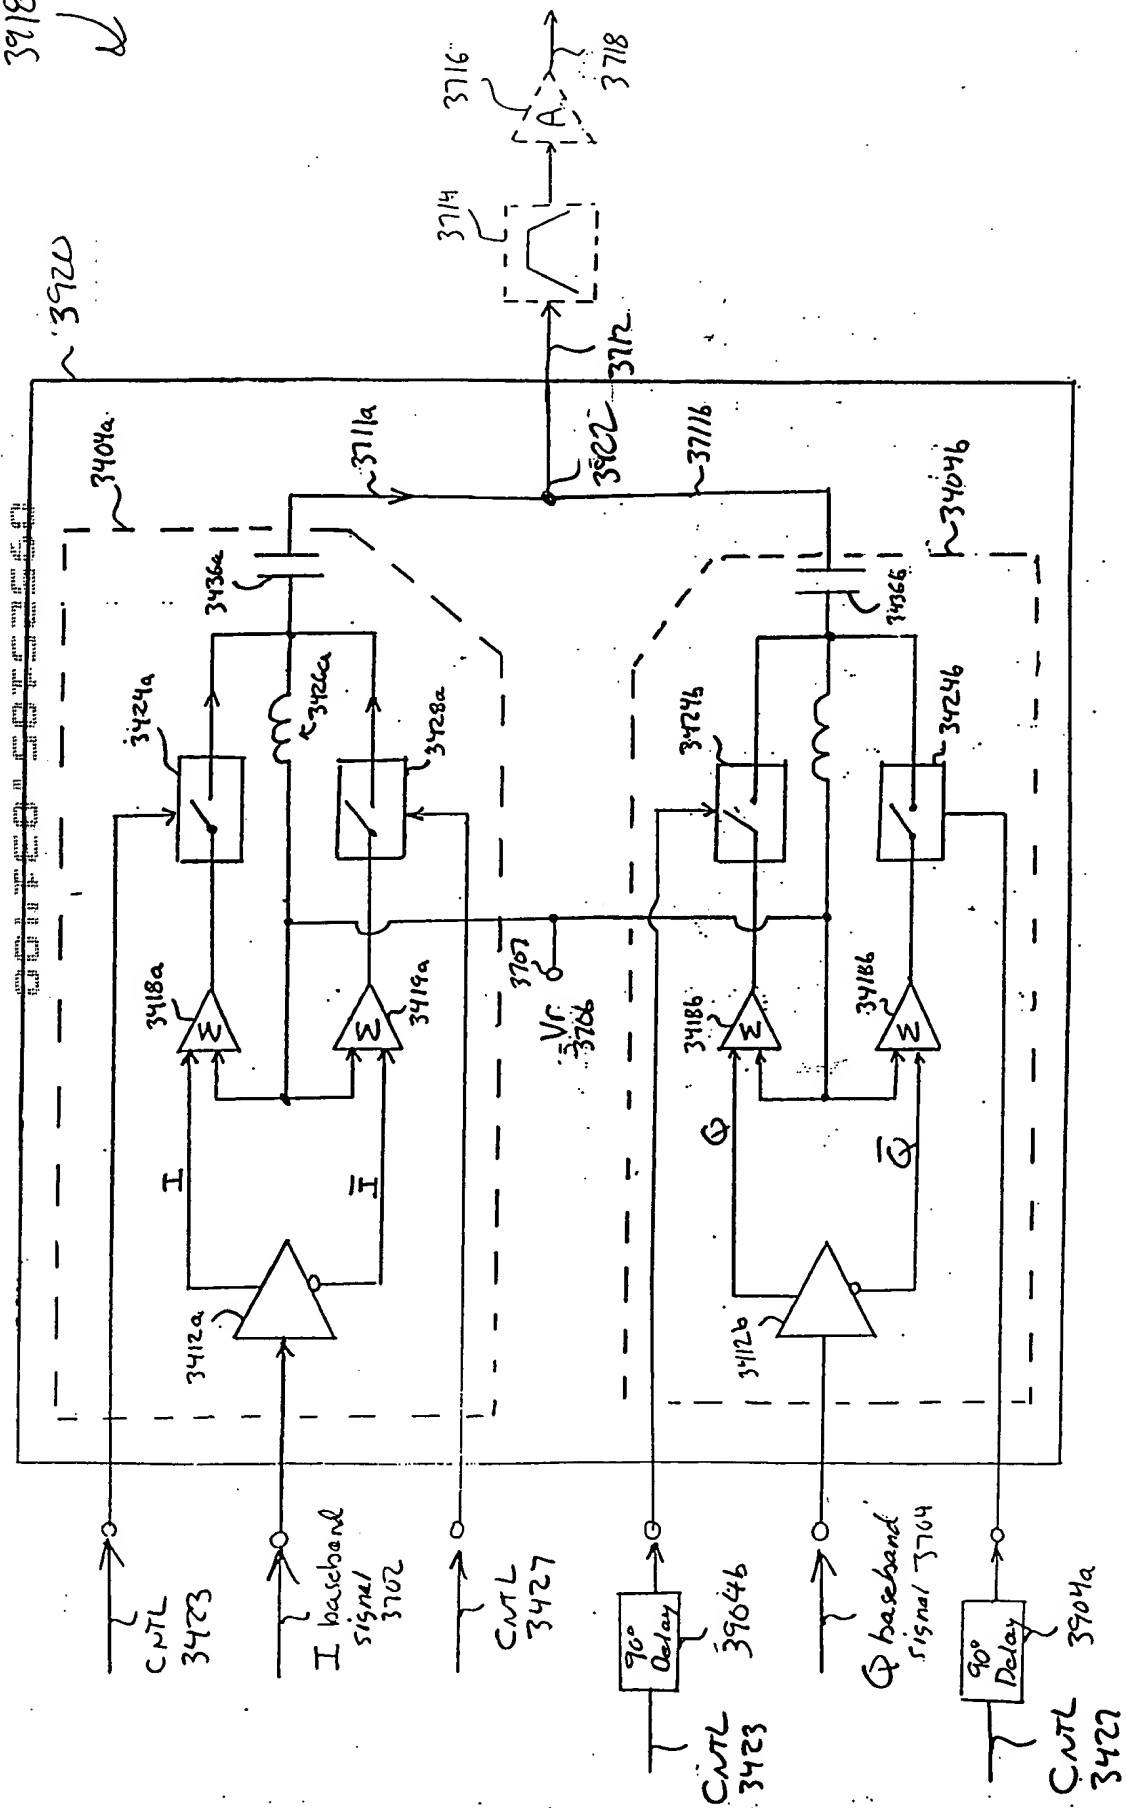 3918
3920
3404a
3424a
3436a
3711a
3418a
3426a
3428a
3419a
I
I̅
3412a
CNTL
3423
I baseband
signal
3702
CNTL
3427
3707
Vr
3706
3922
3712
3714
3716
A
3718
3711b
3404b
3424b
3436b
3424b
3418b
3418b
Σ
Σ
Σ
Σ
Q
Q̅
3412b
90°
Delay
3904b
CNTL
3423
Q baseband
signal 3704
90°
Delay
3904a
CNTL
3427